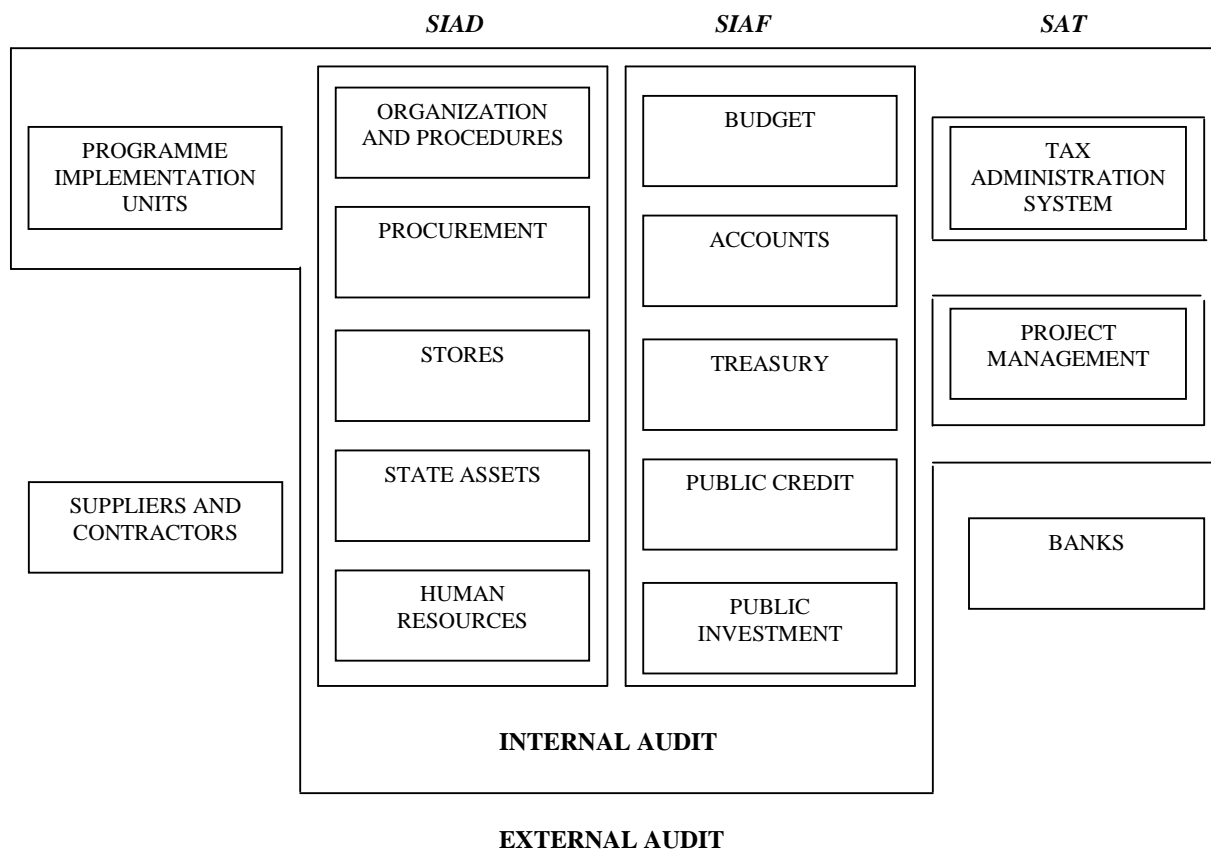 SIAD SIAF SAT
PROGRAMME
IMPLEMENTATION
UNITS
ORGANIZATION
AND PROCEDURES
PROCUREMENT
STORES
STATE ASSETS
HUMAN
RESOURCES
BUDGET
ACCOUNTS
TREASURY
PUBLIC CREDIT
PUBLIC
INVESTMENT
TAX
ADMINISTRATION
SYSTEM
PROJECT
MANAGEMENT
SUPPLIERS AND
CONTRACTORS
BANKS
INTERNAL AUDIT
EXTERNAL AUDIT